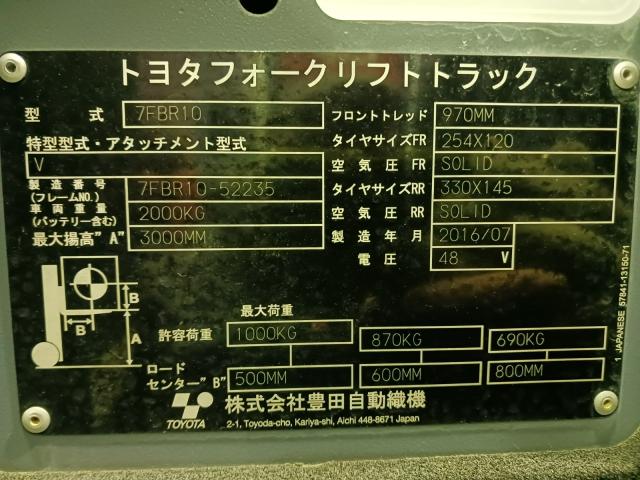 トヨタフォークリフトトラック
型 式 7FBR10 フロントトレッド 970MM
特型型式・アタッチメント型式 タイヤサイズFR 254X120
V 空気圧 FR SOLID
製造番号 (フレームNO.) 7FBR10-52235 タイヤサイズRR 330X145
車両重量 (バッテリー含む) 2000KG 空気圧 RR SOLID
最大揚高"A" 3000MM 製造年月 2016/07
電圧 48 V
B
B A
最大荷重
許容荷重 1000KG 870KG 690KG
ロード
センター"B" 500MM 600MM 800MM
TOYOTA 株式会社豊田自動織機
2-1, Toyoda-cho, Kariya-shi, Aichi 448-8671 Japan
1 JAPANESE 57841-13150-71